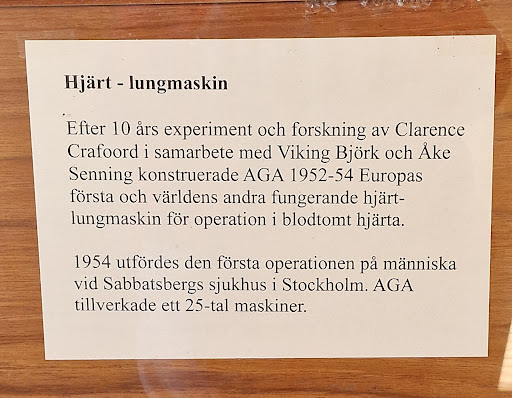 Hjärt - lungmaskin
Efter 10 års experiment och forskning av Clarence
Crafoord i samarbete med Viking Björk och Åke
Senning konstruerade AGA 1952-54 Europas
första och världens andra fungerande hjärt-
lungmaskin för operation i blodtomt hjärta.
1954 utfördes den första operationen på människa
vid Sabbatsbergs sjukhus i Stockholm. AGA
tillverkade ett 25-tal maskiner.